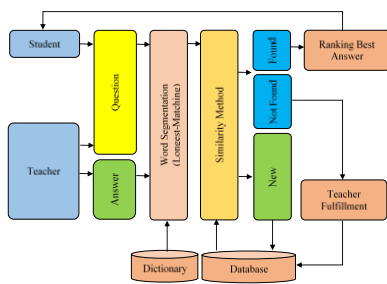 Student
Teacher
Question
Answer
Word Segmentation
(Longest-Matching)
Similarity Method
Found
Not Found
New
Ranking Best
Answer
Teacher
Fulfillment
Dictionary
Database